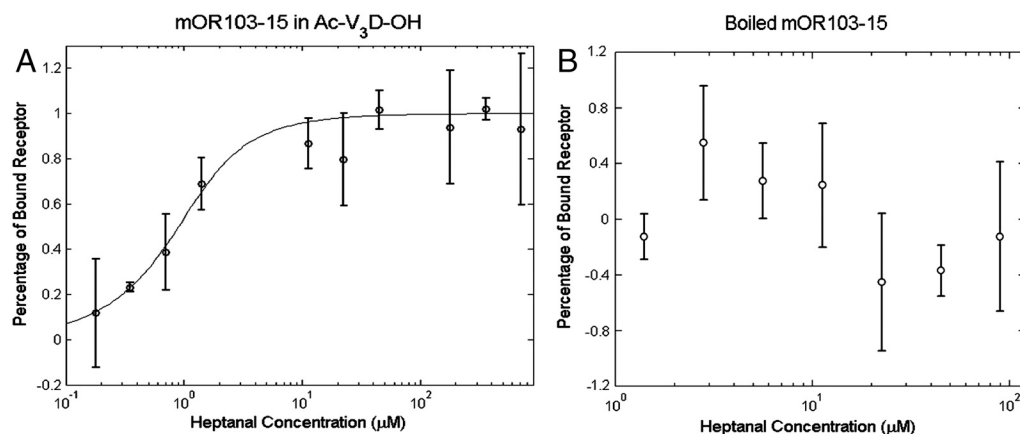 mOR103-15 in Ac-V₃D-OH
A
1.2
1
0.8
0.6
0.4
0.2
0
-0.2
Percentage of Bound Receptor
10⁻¹ 10⁰ 10¹ 10²
Heptanal Concentration (μM)
Boiled mOR103-15
B
1.2
0.8
0.4
0
-0.4
-0.8
-1.2
Percentage of Bound Receptor
10⁰ 10¹ 10²
Heptanal Concentration (μM)